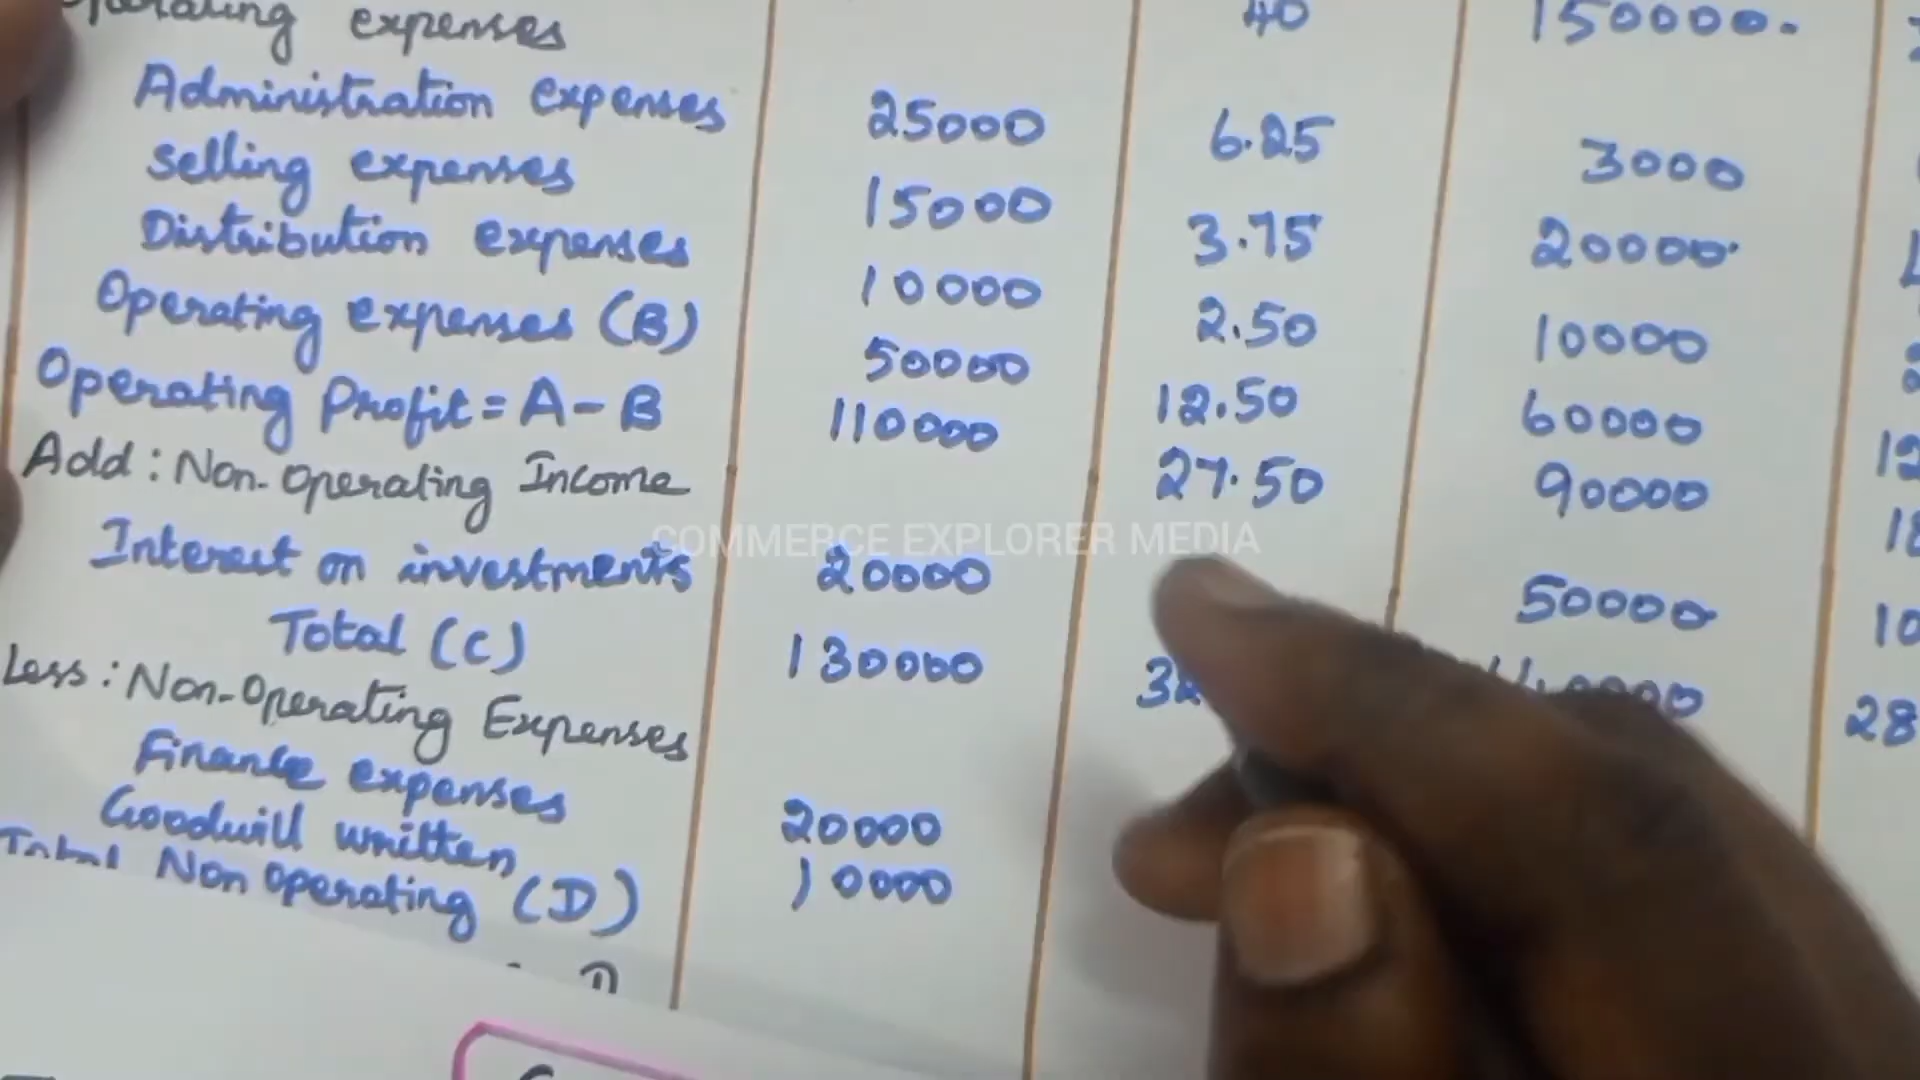 expenses 40 150000.
Administration expenses 25000 6.25 3000
Selling expenses 15000 3.75 20000
Distribution expenses 10000 2.50 10000
Operating expenses (B) 50000 12.50 60000
Operating Profit = A - B 110000 27.50 90000
Add: Non-Operating Income
Interest on investments 20000 50000
COMMERCE EXPLORER MEDIA
Total (C) 130000
Less: Non-Operating Expenses
Finance expenses 20000
Goodwill written 10000
Total Non Operating (D)